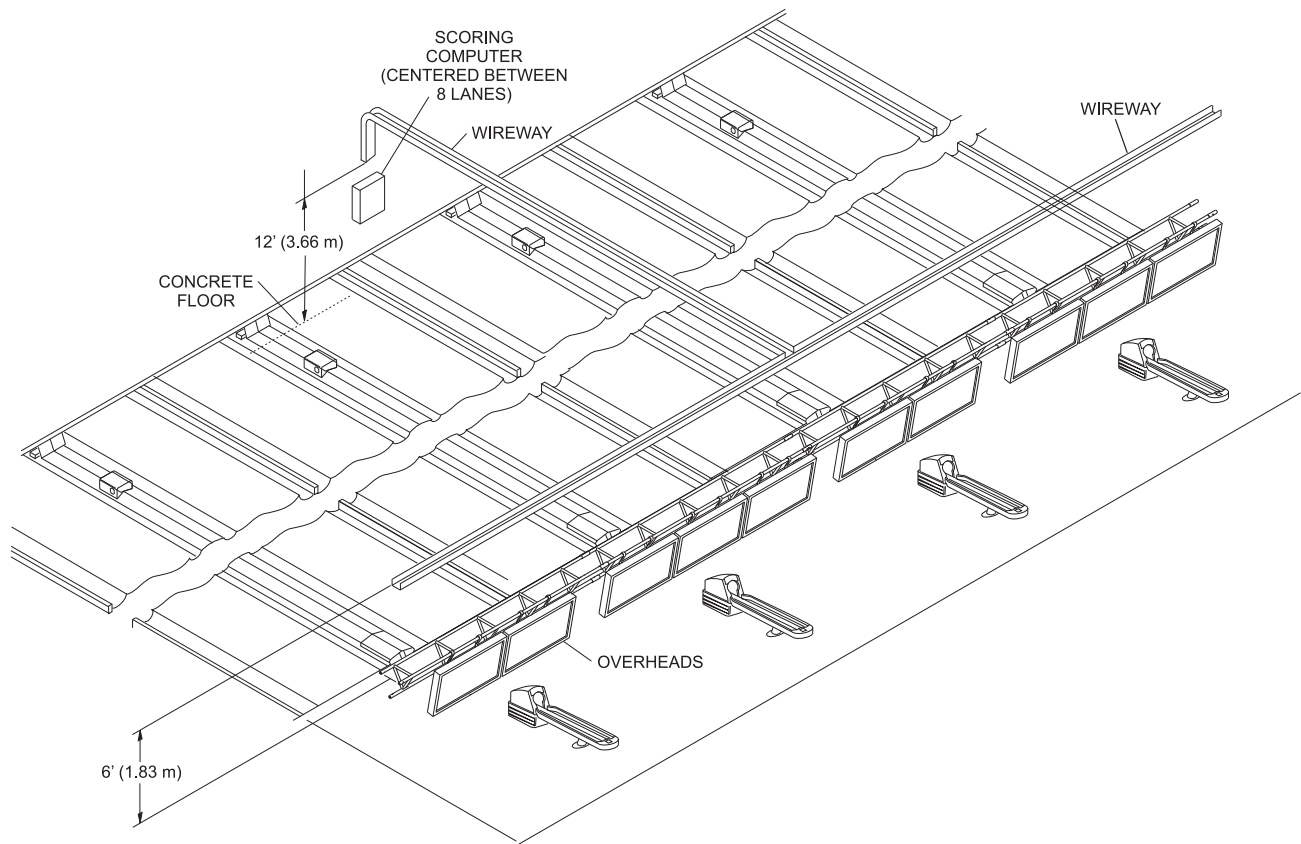 SCORING
COMPUTER
(CENTERED BETWEEN
8 LANES)
WIREWAY
WIREWAY
12’ (3.66 m)
CONCRETE
FLOOR
OVERHEADS
6’ (1.83 m)